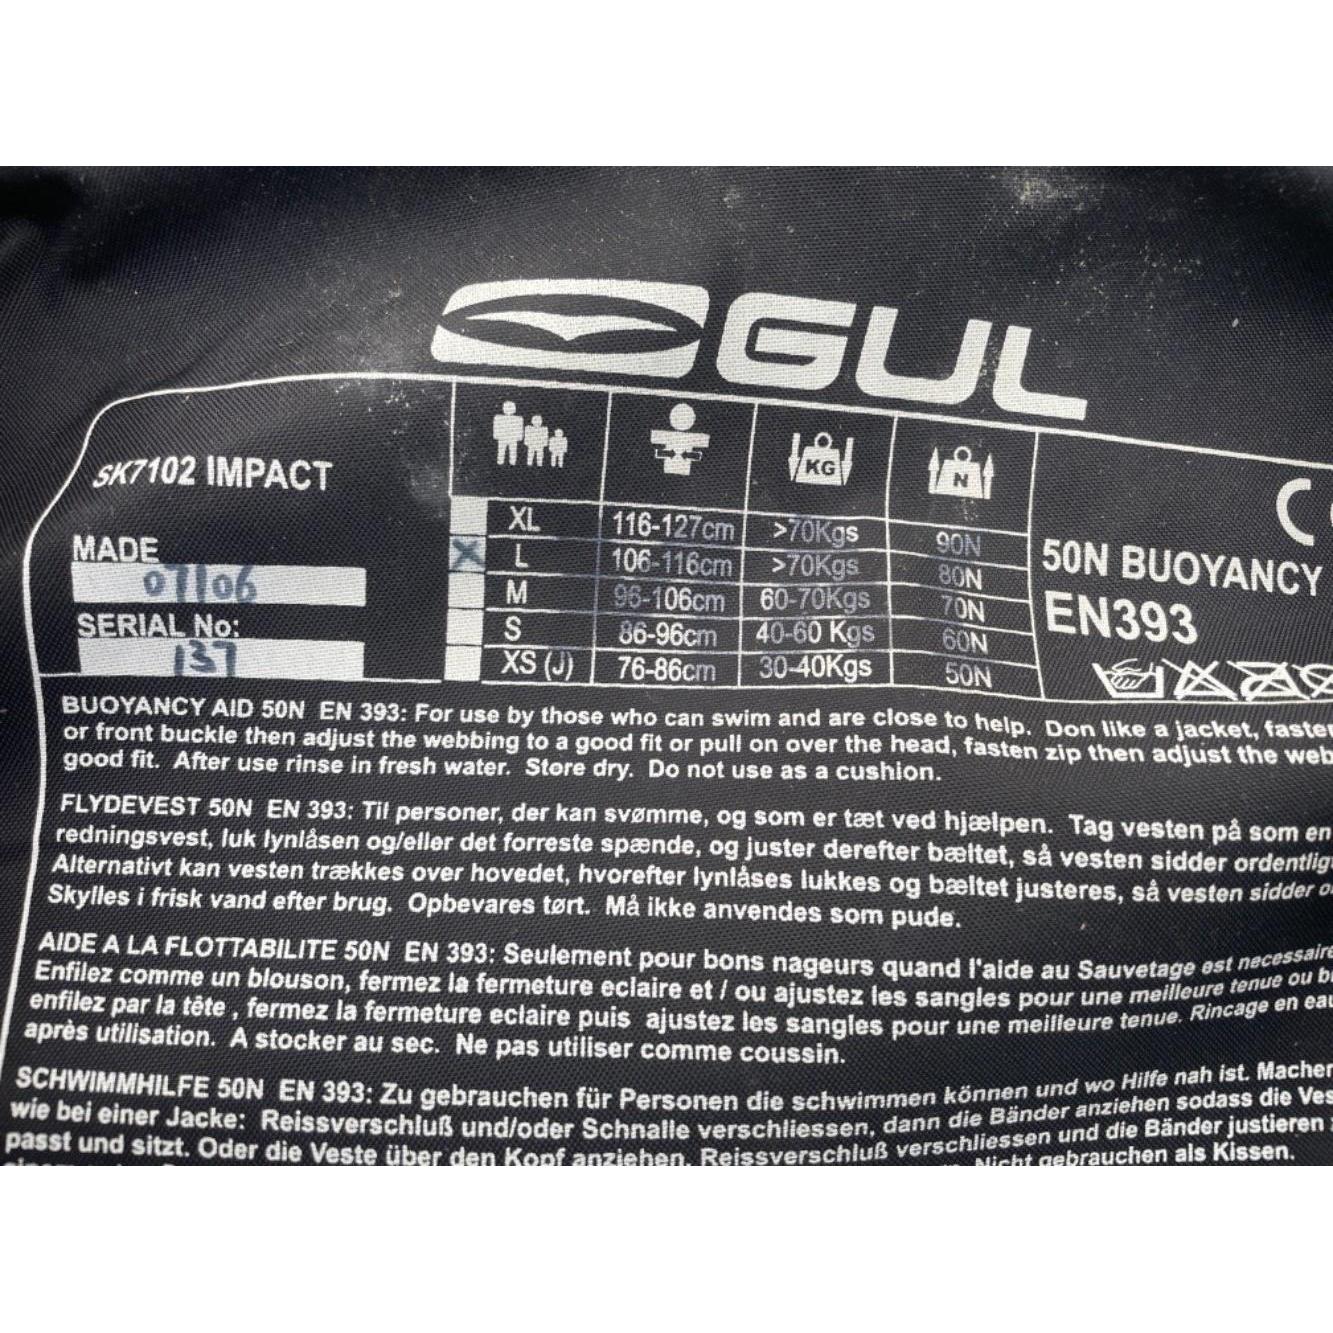 GUL
SK7102 IMPACT
MADE
07/06
SERIAL No:
137
KG
N
XL 116-127cm >70Kgs 90N
X L 106-116cm >70Kgs 80N
M 96-106cm 60-70Kgs 70N
S 86-96cm 40-60 Kgs 60N
XS (J) 76-86cm 30-40Kgs 50N
50N BUOYANCY
EN393
BUOYANCY AID 50N EN 393: For use by those who can swim and are close to help. Don like a jacket,
or front buckle then adjust the webbing to a good fit or pull on over the head, fasten zip then adjust the
good fit. After use rinse in fresh water. Store dry. Do not use as a cushion.
FLYDEVEST 50N EN 393: Til personer, der kan svømme, og som er tæt ved hjælpen. Tag vesten på som en
redningsvest, luk lynlåsen og/eller det forreste spænde, og juster derefter bæltet, så vesten sidder
Alternativt kan vesten trækkes over hovedet, hvorefter lynlåses lukkes og bæltet justeres, så vesten sidder
Skylles i frisk vand efter brug. Opbevares tørt. Må ikke anvendes som pude.
AIDE A LA FLOTTABILITE 50N EN 393: Seulement pour bons nageurs quand l'aide au Sauvetage est necessaire
Enfilez comme un blouson, fermez la fermeture eclaire et / ou ajustez les sangles pour une meilleure tenue ou
enfilez par la tête , fermez la fermeture eclaire puis ajustez les sangles pour une meilleure tenue. Rincage en
après utilisation. A stocker au sec. Ne pas utiliser comme coussin.
SCHWIMMHILFE 50N EN 393: Zu gebrauchen für Personen die schwimmen können und wo Hilfe nah ist.
wie bei einer Jacke: Reissverschluß und/oder Schnalle verschliessen, dann die Bänder anziehen sodass die
passt und sitzt. Oder die Veste über den Kopf anziehen. Reissverschluß verschliessen und die Bänder justieren
Nicht gebrauchen als Kissen.